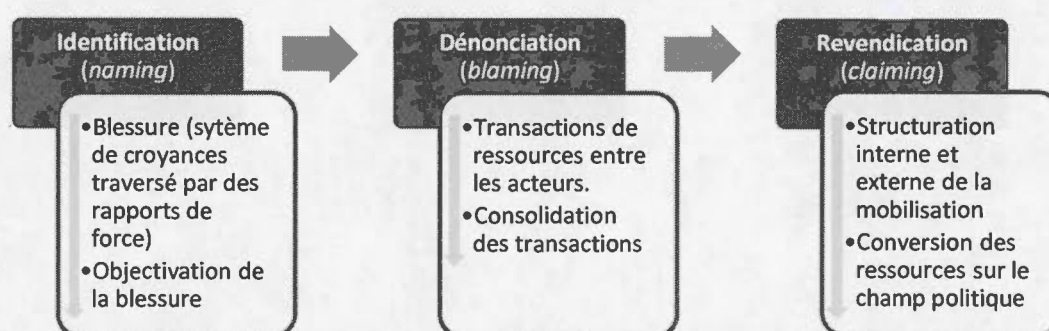 Identification
(naming)
•Blessure (sytème
de croyances
traversé par des
rapports de
force)
•Objectivation de
la blessure
Dénonciation
(blaming)
•Transactions de
ressources entre
les acteurs.
•Consolidation
des transactions
Revendication
(claiming)
•Structuration
interne et
externe de la
mobilisation
•Conversion des
ressources sur le
champ politique